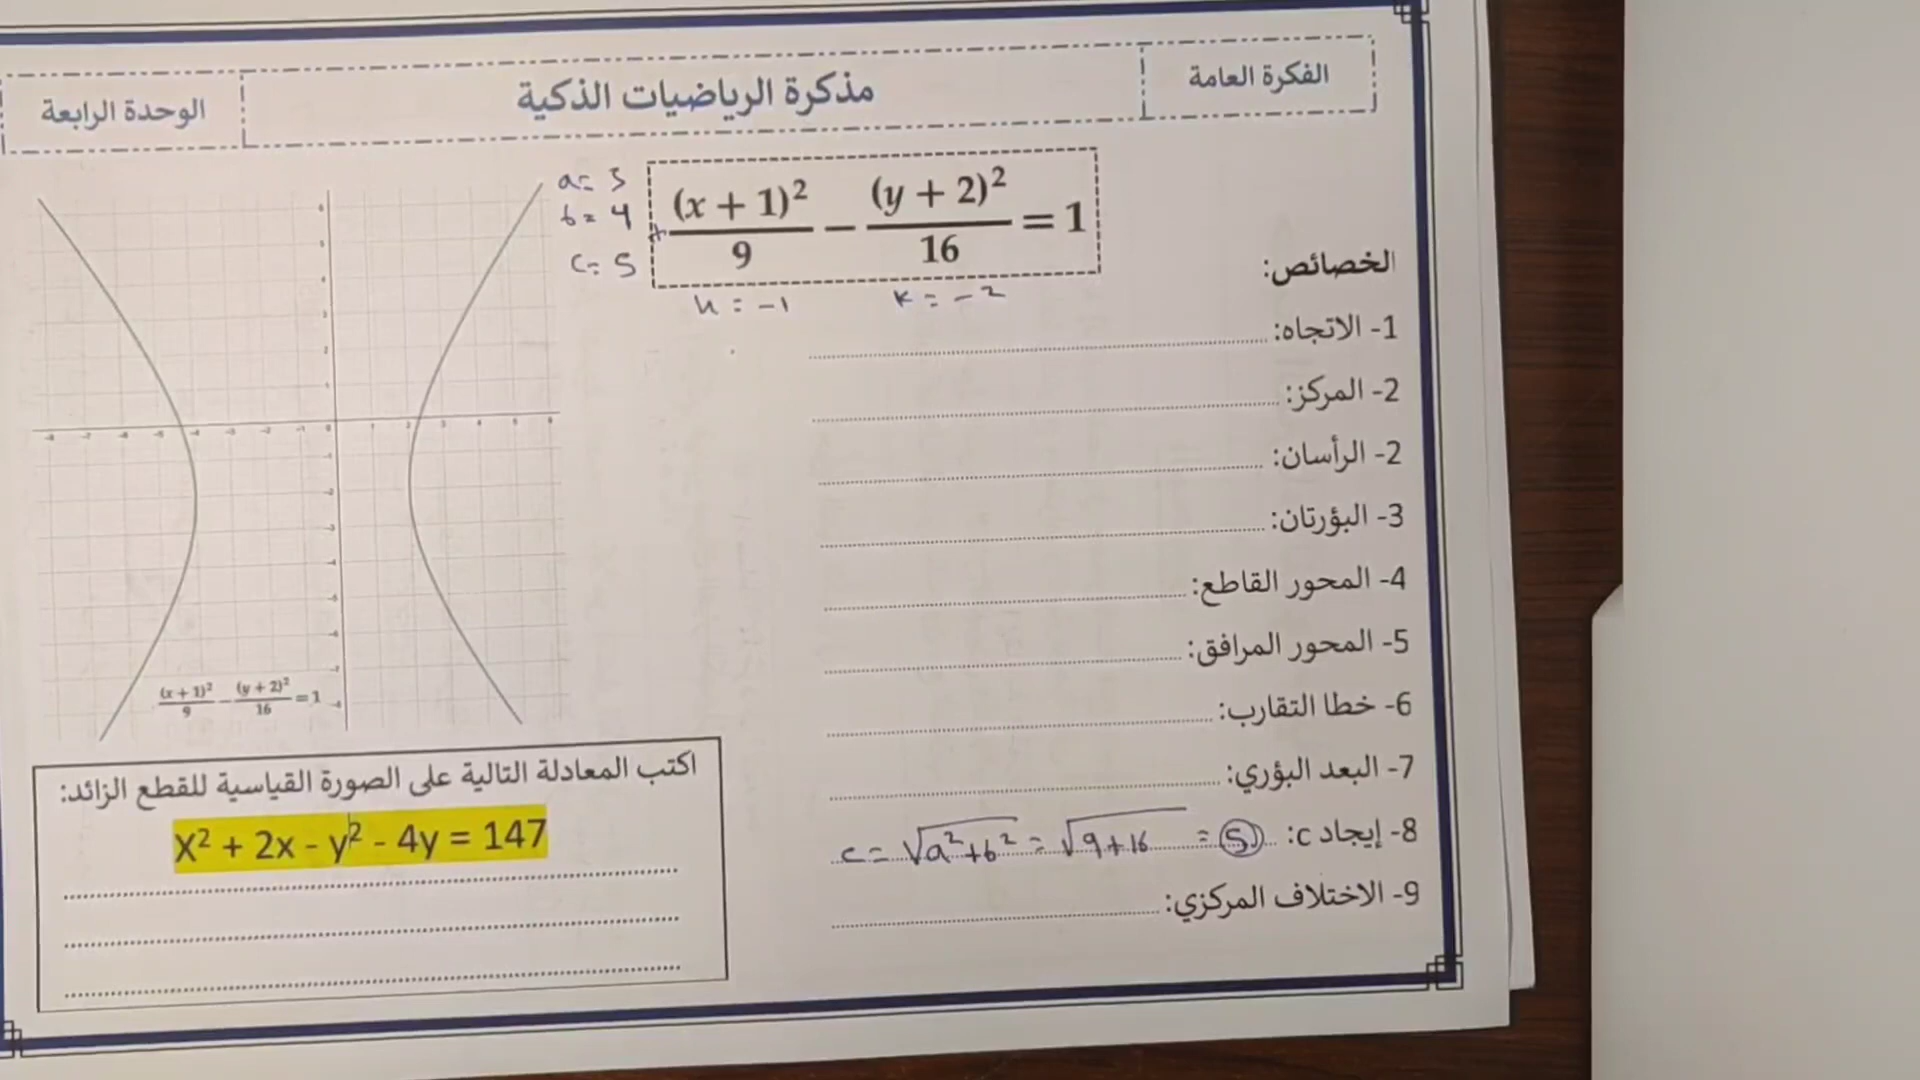 الفكرة العامة
مذكرة الرياضيات الذكية
الوحدة الرابعة
a = 3
b = 4
c = 5
+ (x + 1)²/9 − (y + 2)²/16 = 1
h = -1
k = -2
الخصائص:
1- الاتجاه:
2- المركز:
2- الرأسان:
3- البؤرتان:
4- المحور القاطع:
5- المحور المرافق:
6- خطا التقارب:
7- البعد البؤري:
8- إيجاد c: c = √a²+b² = √9+16 = 5
9- الاختلاف المركزي:
(x + 1)²/9 − (y + 2)²/16 = 1
اكتب المعادلة التالية على الصورة القياسية للقطع الزائد:
X² + 2x - y² - 4y = 147